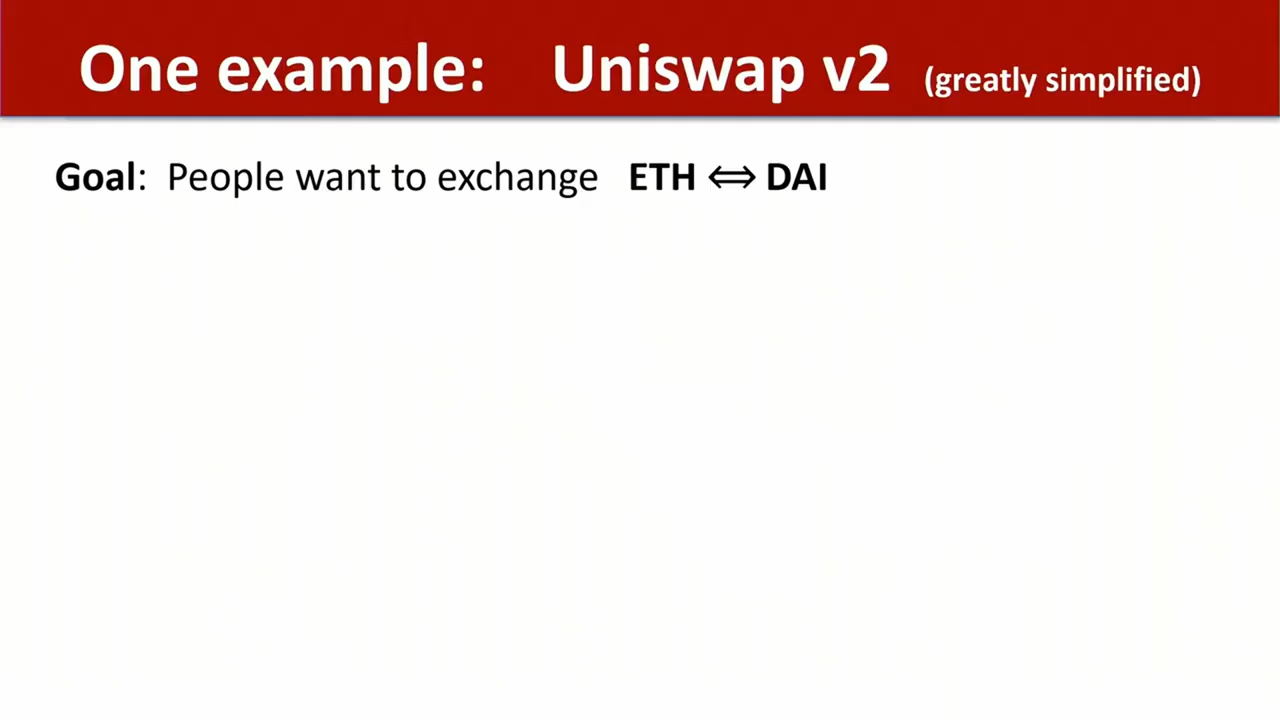 One example: Uniswap v2 (greatly simplified)
Goal: People want to exchange ETH ⟺ DAI